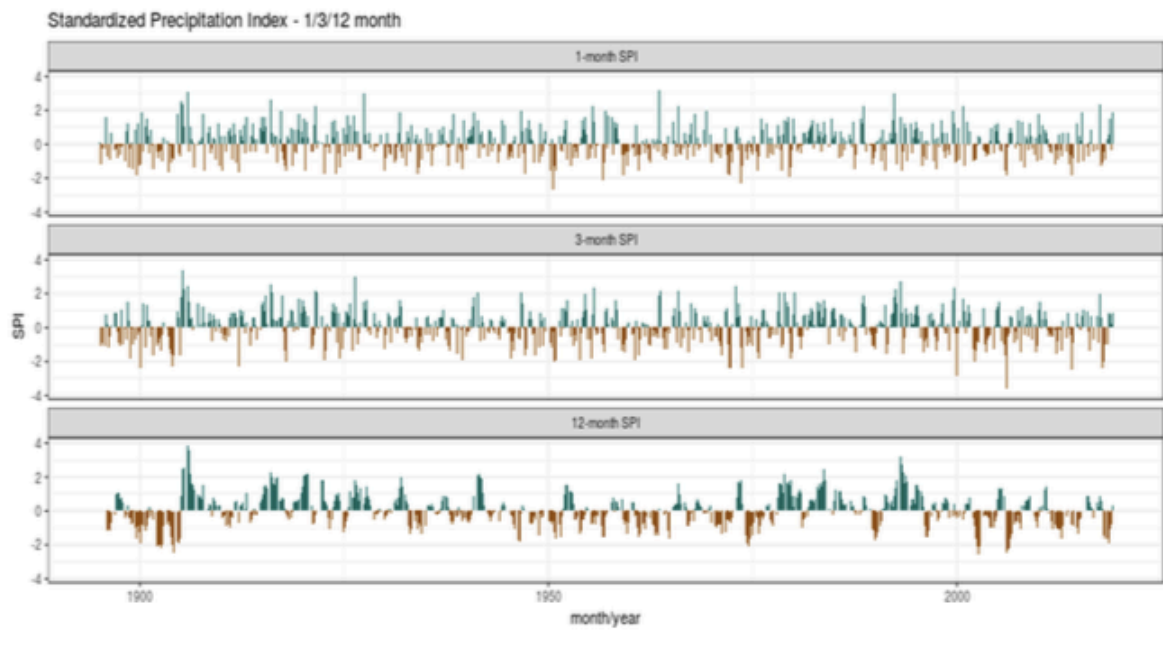 Standardized Precipitation Index - 1/3/12 month
1-month SPI
4
2
0
-2
-4
3-month SPI
4
2
0
-2
-4
SPI
12-month SPI
4
2
0
-2
-4
1900 1950 2000
month/year